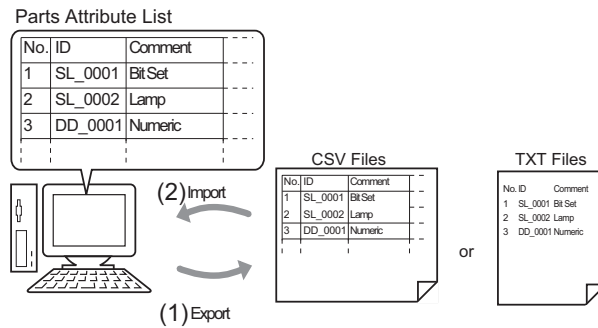 Parts Attribute List
No. ID Comment
1 SL_0001 Bit Set
2 SL_0002 Lamp
3 DD_0001 Numeric
(2) Import
(1) Export
CSV Files
No. ID Comment
1 SL_0001 Bit Set
2 SL_0002 Lamp
3 DD_0001 Numeric
or
TXT Files
No. ID Comment
1 SL_0001 Bit Set
2 SL_0002 Lamp
3 DD_0001 Numeric